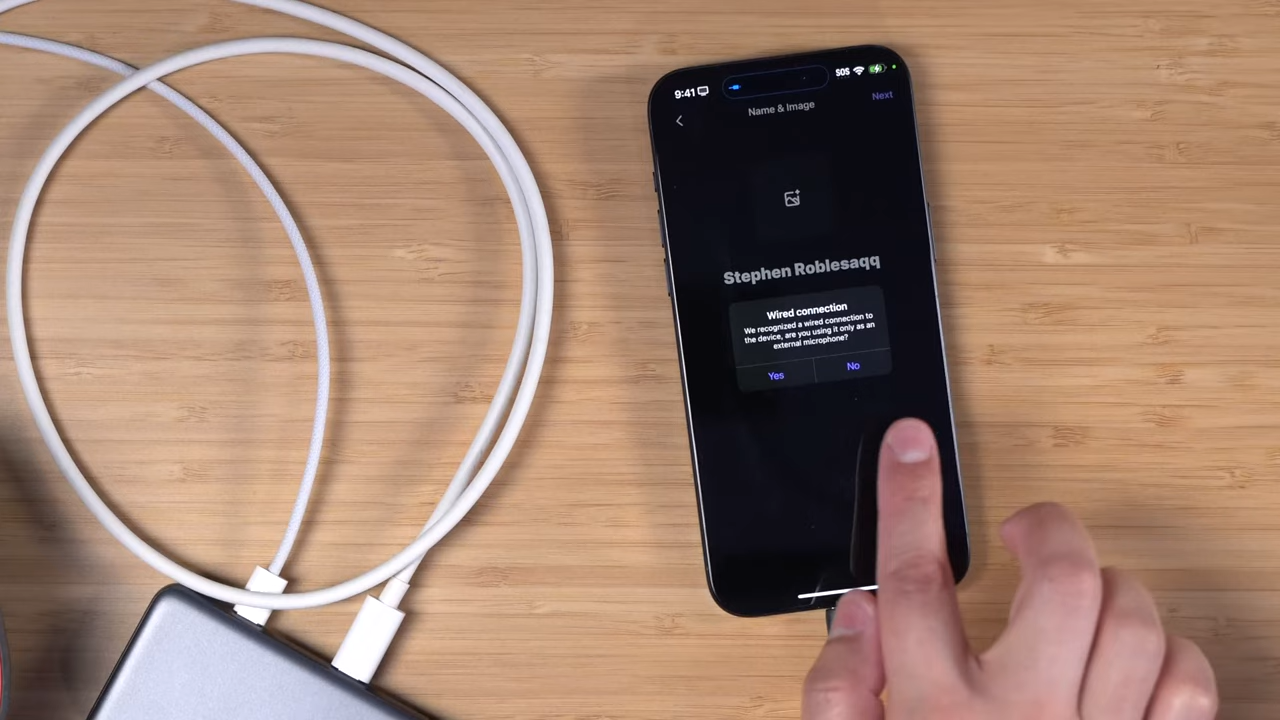 9:41
SOS
Name & Image
Next
Stephen Roblesaqq
Wired connection
We recognized a wired connection to
the device, are you using it only as an
external microphone?
Yes
No